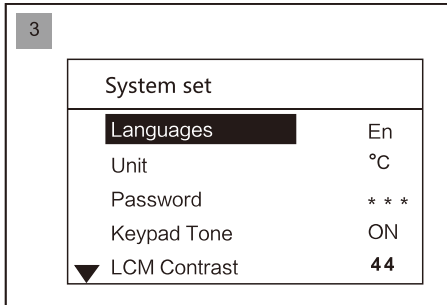 3
System set
Languages En
Unit °C
Password * * *
Keypad Tone ON
LCM Contrast 44